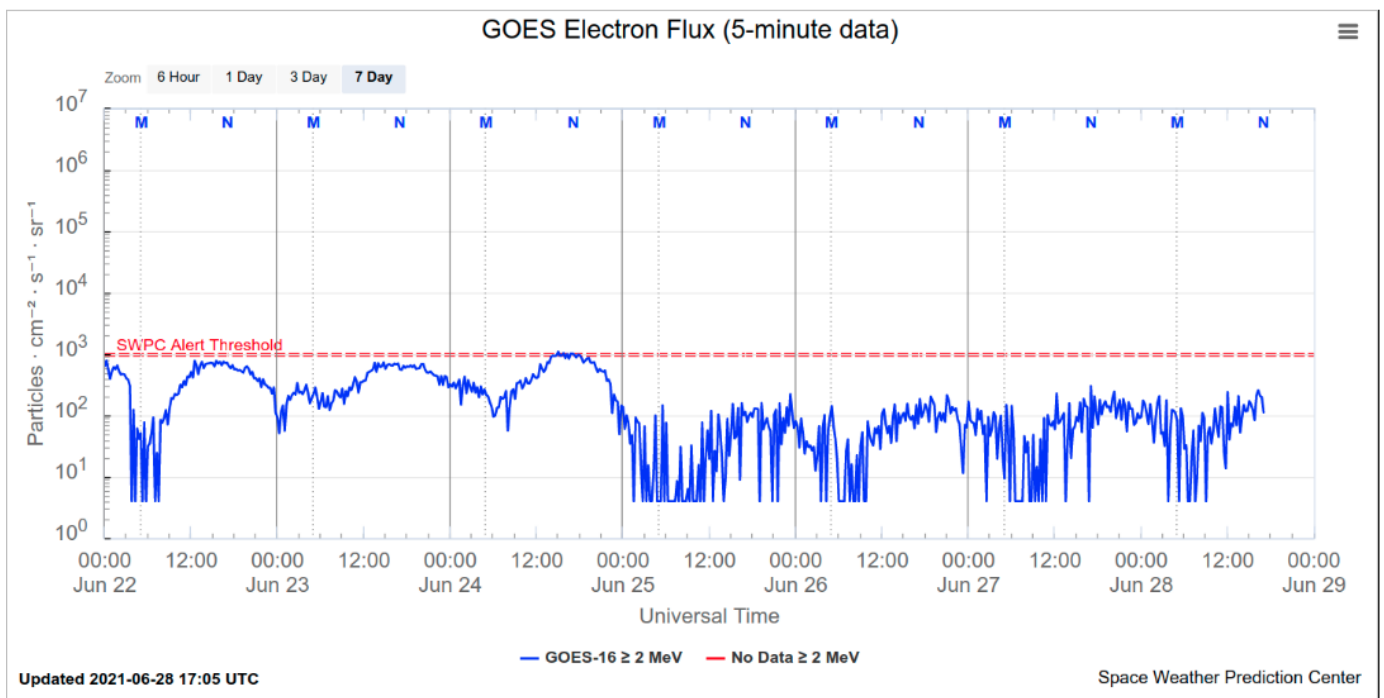 GOES Electron Flux (5-minute data)
Zoom 6 Hour 1 Day 3 Day 7 Day
10⁷
M N M N M N M N M N M N M N
10⁶
10⁵
10⁴
10³
SWPC Alert Threshold
10²
10¹
10⁰
Particles · cm⁻² · s⁻¹ · sr⁻¹
00:00 12:00 00:00 12:00 00:00 12:00 00:00 12:00 00:00 12:00 00:00 12:00 00:00 12:00 00:00
Jun 22 Jun 23 Jun 24 Jun 25 Jun 26 Jun 27 Jun 28 Jun 29
Universal Time
GOES-16 ≥ 2 MeV No Data ≥ 2 MeV
Updated 2021-06-28 17:05 UTC Space Weather Prediction Center